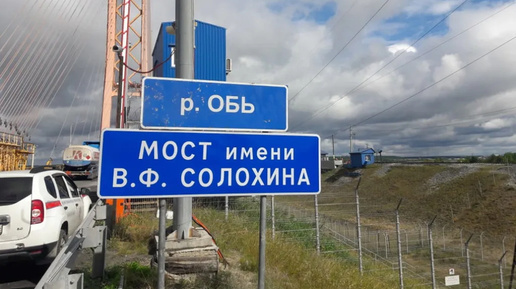 р. ОБЬ
МОСТ имени
В.Ф. СОЛОХИНА